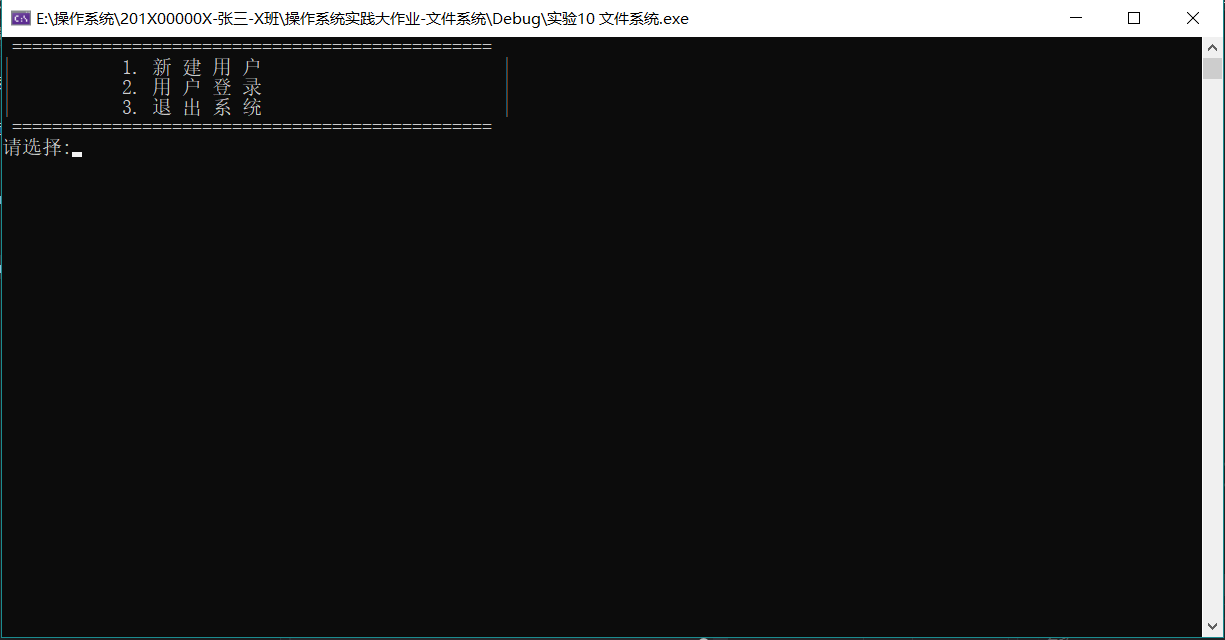 E:\操作系统\201X00000X-张三-X班\操作系统实践大作业-文件系统\Debug\实验10 文件系统.exe
================================================
1. 新 建 用 户
2. 用 户 登 录
3. 退 出 系 统
================================================
请选择: